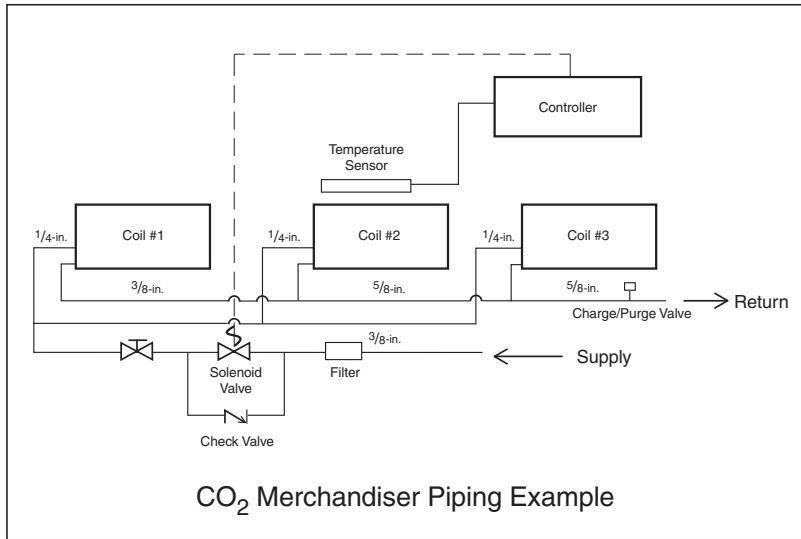 Controller
Temperature
Sensor
1/4-in.
Coil #1
1/4-in.
Coil #2
1/4-in.
Coil #3
3/8-in.
5/8-in.
5/8-in.
Return
Charge/Purge Valve
3/8-in.
Supply
Solenoid
Valve
Filter
Check Valve
CO₂ Merchandiser Piping Example